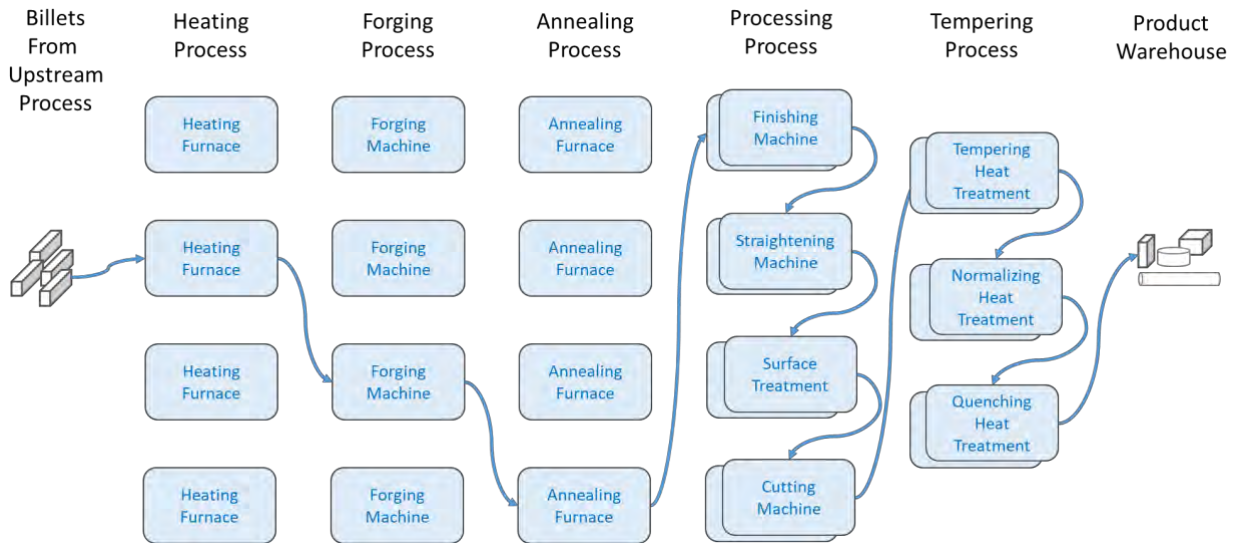 Billets
From
Upstream
Process
Heating
Process
Forging
Process
Annealing
Process
Processing
Process
Tempering
Process
Product
Warehouse
Heating
Furnace
Forging
Machine
Annealing
Furnace
Finishing
Machine
Tempering
Heat
Treatment
Heating
Furnace
Forging
Machine
Annealing
Furnace
Straightening
Machine
Normalizing
Heat
Treatment
Heating
Furnace
Forging
Machine
Annealing
Furnace
Surface
Treatment
Quenching
Heat
Treatment
Heating
Furnace
Forging
Machine
Annealing
Furnace
Cutting
Machine